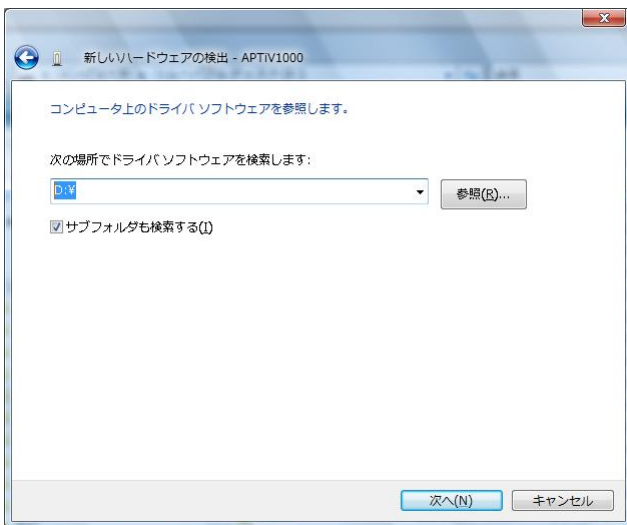 新しいハードウェアの検出 - APTiV1000
コンピュータ上のドライバ ソフトウェアを参照します。
次の場所でドライバ ソフトウェアを検索します:
D:¥
参照(R)...
サブフォルダも検索する(I)
次へ(N)
キャンセル